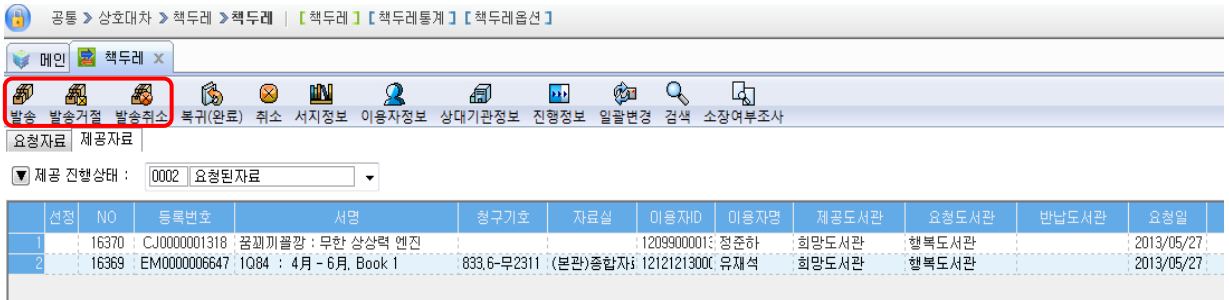 공통 > 상호대차 > 책두레 > 책두레 | [ 책두레 ] [ 책두레통계 ] [ 책두레옵션 ]
메인 책두레 X
발송 발송거절 발송취소 복귀(완료) 취소 서지정보 이용자정보 상대기관정보 진행정보 일괄변경 검색 소장여부조사
요청자료 제공자료
제공 진행상태 : 0002 요청된자료
선정 NO 등록번호 서명 청구기호 자료실 이용자ID 이용자명 제공도서관 요청도서관 반납도서관 요청일
1 16370 CJ0000001318 꿈꾀끼꼴깡 : 무한 상상력 엔진 정준하 희망도서관 행복도서관 2013/05/27
2 16369 EM0000006647 1Q84 : 4月 - 6月, Book 1 833.6-무2311 (본관)종합자 유재석 희망도서관 행복도서관 2013/05/27